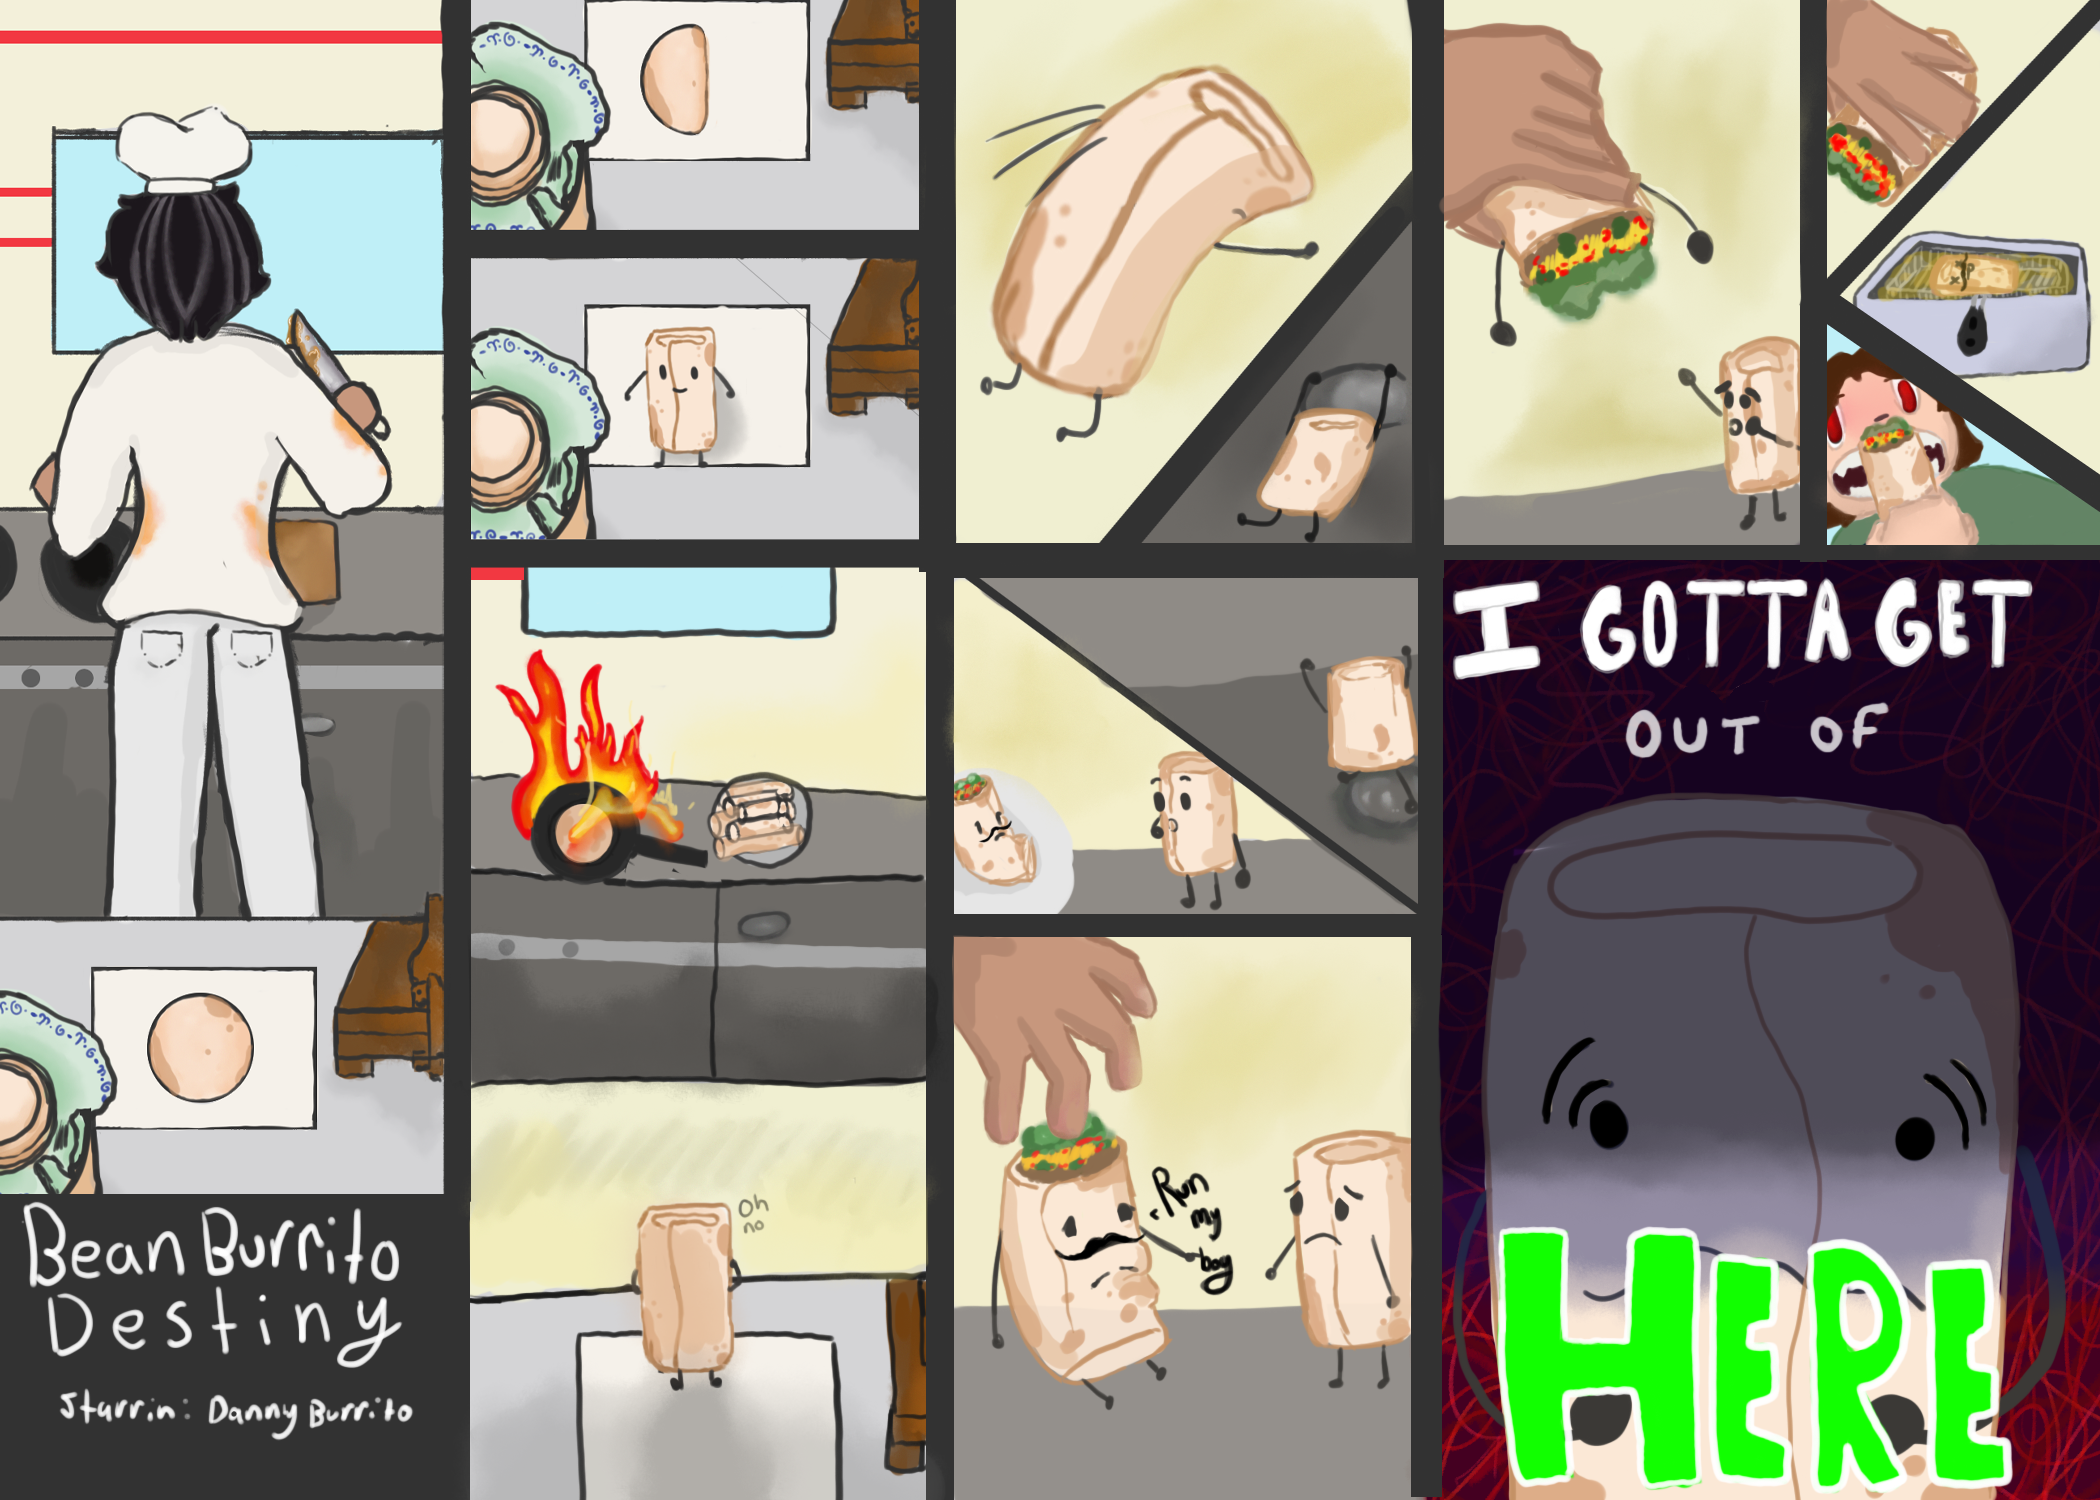 Bean Burrito
Destiny
Starrin: Danny Burrito
Oh
no
Run
my
boy
I GOTTA GET
OUT OF
HERE